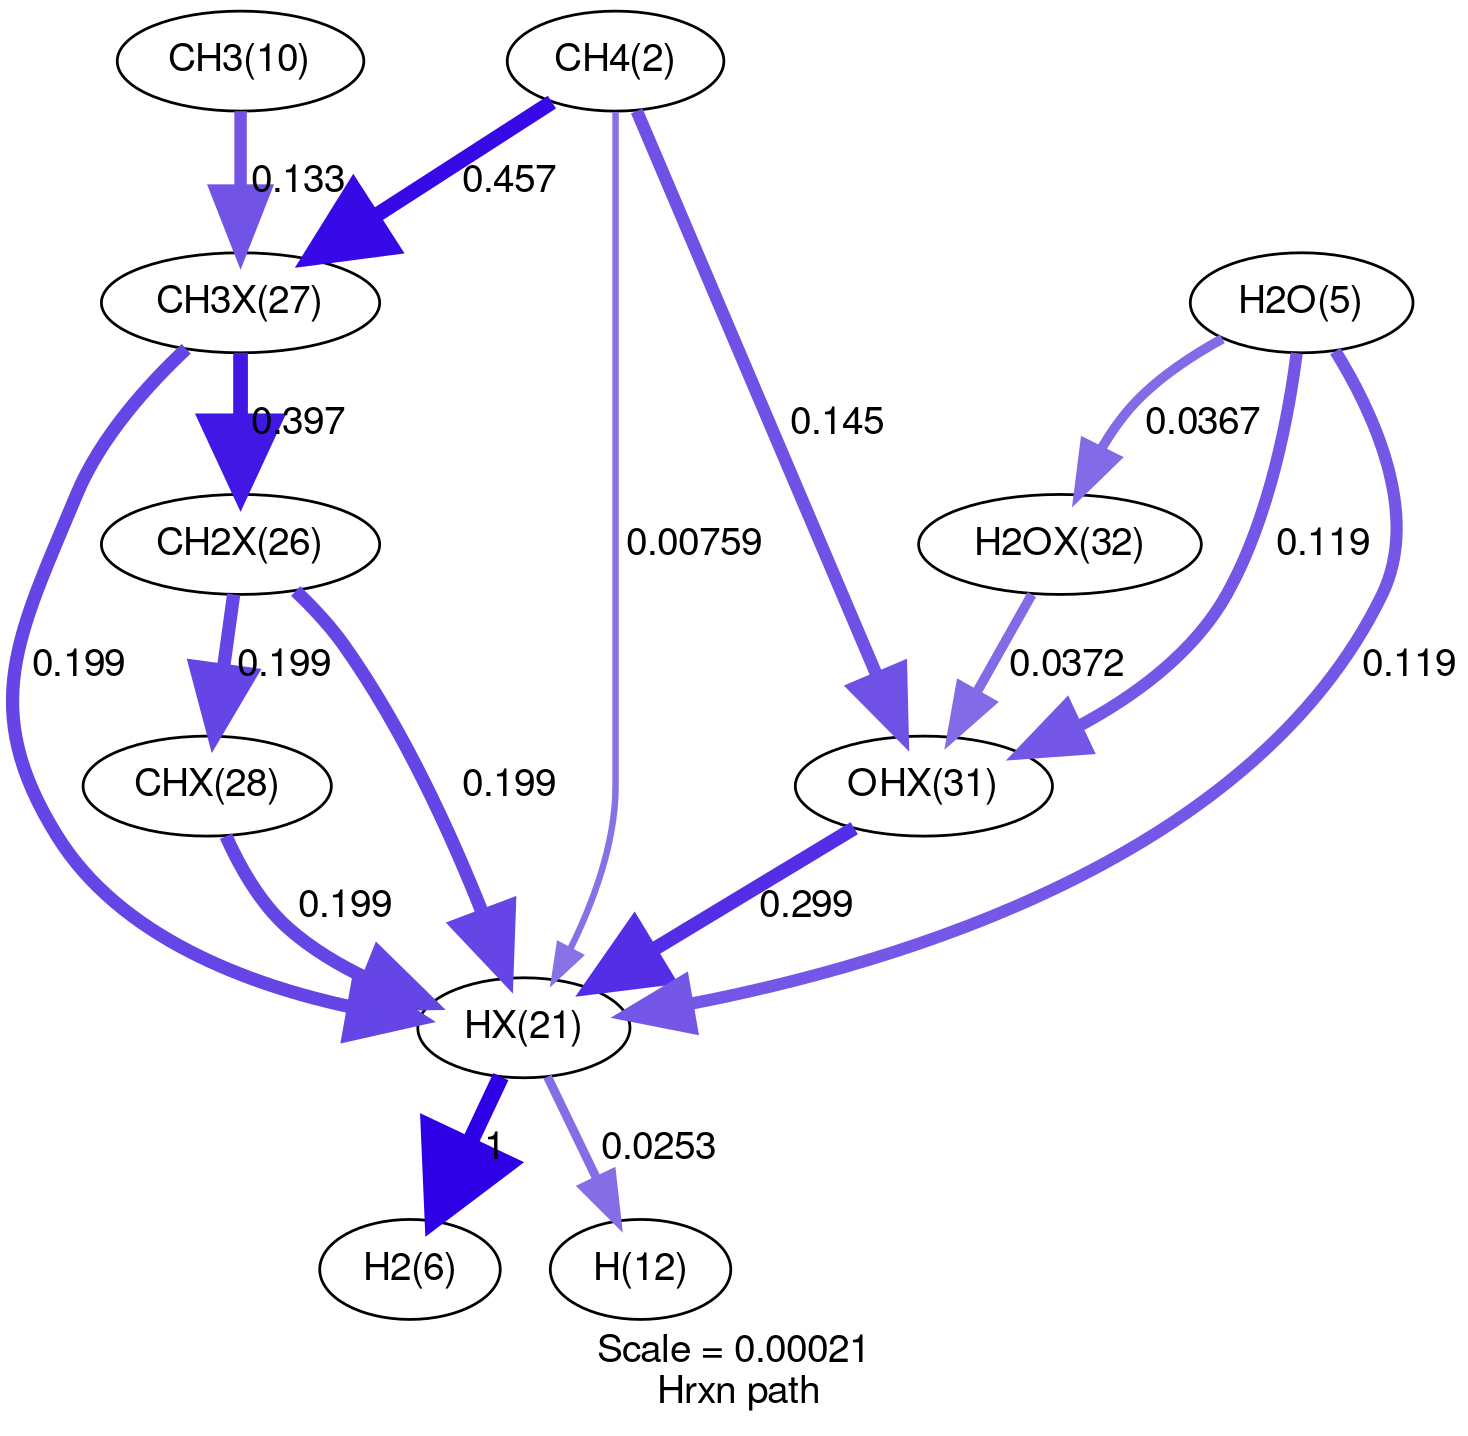 CH3(10)
CH4(2)
0.133
0.457
CH3X(27)
H2O(5)
0.397
0.145
0.0367
CH2X(26)
0.00759
H2OX(32)
0.119
0.199
0.199
0.0372
0.119
CHX(28)
0.199
OHX(31)
0.199
0.299
HX(21)
1
0.0253
H2(6)
H(12)
Scale = 0.00021
Hrxn path